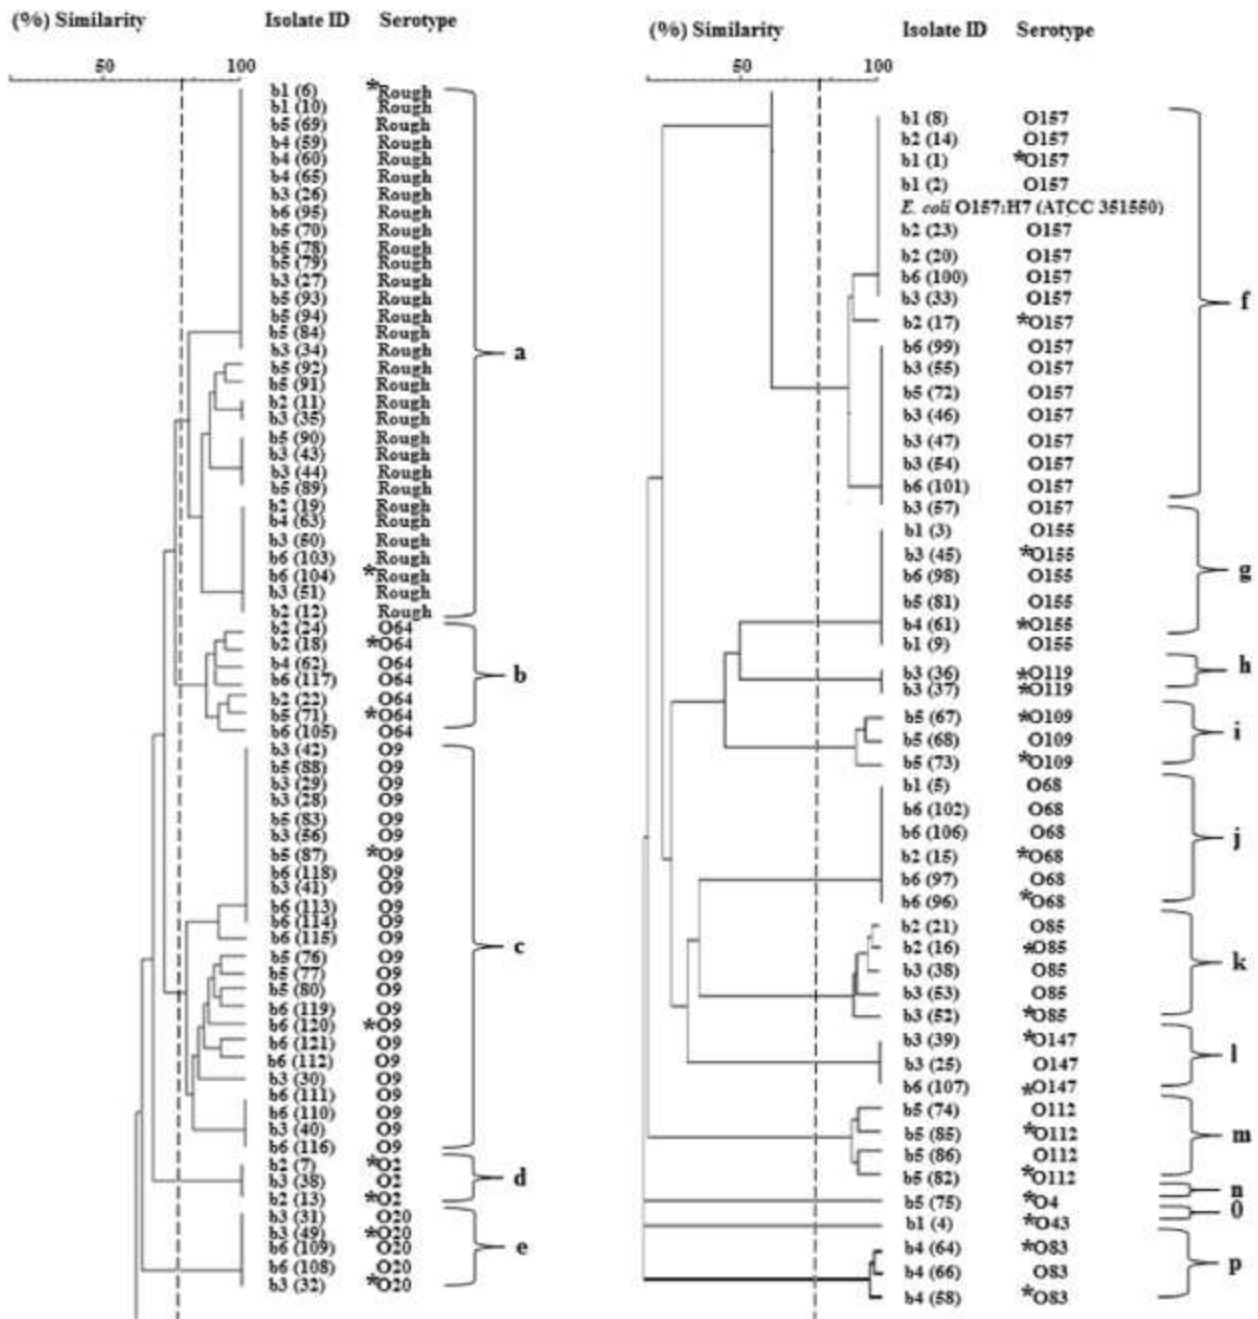 (%) Similarity Isolate ID Serotype
50 100
b1 (6) *Rough
b1 (10) Rough
b5 (69) Rough
b4 (59) Rough
b4 (60) Rough
b4 (65) Rough
b3 (26) Rough
b6 (95) Rough
b5 (70) Rough
b5 (78) Rough
b5 (79) Rough
b3 (27) Rough
b5 (93) Rough
b5 (94) Rough
b5 (84) Rough
b3 (34) Rough
a
b5 (92) Rough
b5 (91) Rough
b2 (11) Rough
b3 (35) Rough
b5 (90) Rough
b3 (43) Rough
b3 (44) Rough
b5 (89) Rough
b2 (19) Rough
b4 (63) Rough
b3 (50) Rough
b6 (103) Rough
b6 (104) *Rough
b3 (51) Rough
b2 (12) Rough
b2 (24) O64
b2 (18) *O64
b4 (62) O64
b6 (117) O64
b
b2 (22) O64
b5 (71) *O64
b6 (105) O64
b3 (42) O9
b5 (88) O9
b3 (29) O9
b3 (28) O9
b5 (83) O9
b3 (56) O9
b5 (87) *O9
b6 (118) O9
b3 (41) O9
b6 (113) O9
b6 (114) O9
b6 (115) O9
c
b5 (76) O9
b5 (77) O9
b5 (80) O9
b6 (119) O9
b6 (120) *O9
b6 (121) O9
b6 (112) O9
b3 (30) O9
b6 (111) O9
b6 (110) O9
b3 (40) O9
b6 (116) O9
b2 (7) *O2
b3 (38) O2
d
b2 (13) *O2
b3 (31) O20
b3 (49) *O20
b6 (109) O20
e
b6 (108) O20
b3 (32) *O20
(%) Similarity Isolate ID Serotype
50 100
b1 (8) O157
b2 (14) O157
b1 (1) *O157
b1 (2) O157
E. coli O157:H7 (ATCC 351550)
b2 (23) O157
b2 (20) O157
b6 (100) O157
b3 (33) O157
f
b2 (17) *O157
b6 (99) O157
b3 (55) O157
b5 (72) O157
b3 (46) O157
b3 (47) O157
b3 (54) O157
b6 (101) O157
b3 (57) O157
b1 (3) O155
b3 (45) *O155
b6 (98) O155
g
b5 (81) O155
b4 (61) *O155
b1 (9) O155
b3 (36) *O119
h
b3 (37) *O119
b5 (67) *O109
i
b5 (68) O109
b5 (73) *O109
b1 (5) O68
b6 (102) O68
b6 (106) O68
j
b2 (15) *O68
b6 (97) O68
b6 (96) *O68
b2 (21) O85
b2 (16) *O85
k
b3 (38) O85
b3 (53) O85
b3 (52) *O85
b3 (39) *O147
l
b3 (25) O147
b6 (107) *O147
b5 (74) O112
b5 (85) *O112
m
b5 (86) O112
b5 (82) *O112
n
b5 (75) *O4
0
b1 (4) *O43
b4 (64) *O83
p
b4 (66) O83
b4 (58) *O83